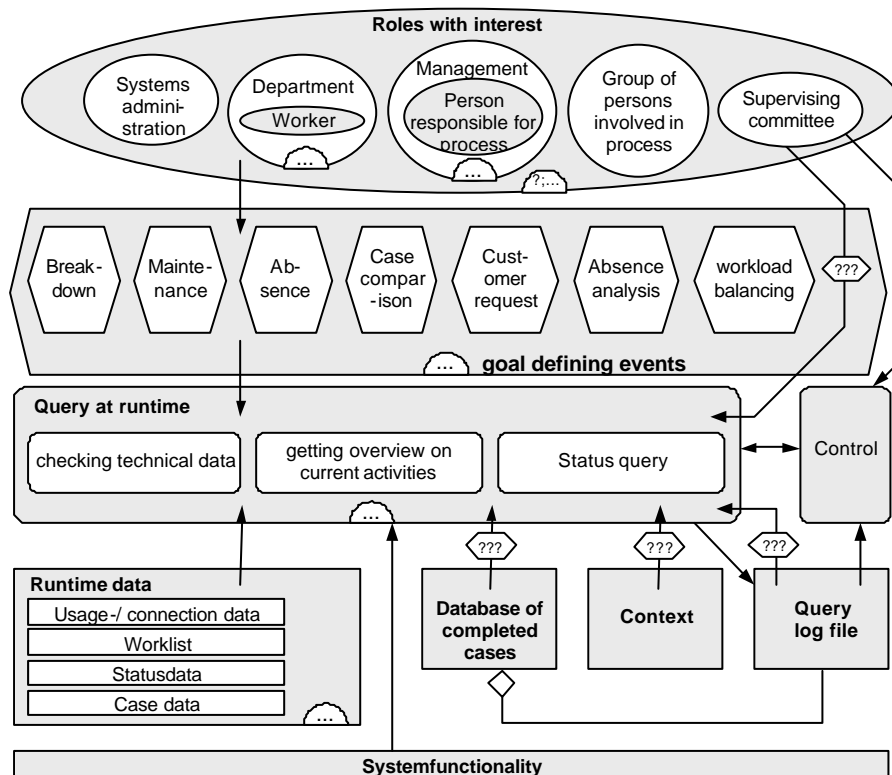 Roles with interest
Systems
admini-
stration
Department
Worker
...
Management
Person
responsible for
process
...
Group of
persons
involved in
process
Supervising
committee
?;...
Break-
down
Mainte-
nance
Ab-
sence
Case
compar-
-ison
Cust-
omer
request
Absence
analysis
workload
balancing
???
... goal defining events
Query at runtime
checking technical data
getting overview on
current activities
Status query
...
Control
???
???
???
Runtime data
Usage-/ connection data
Worklist
Statusdata
Case data
...
Database of
completed
cases
Context
Query
log file
Systemfunctionality